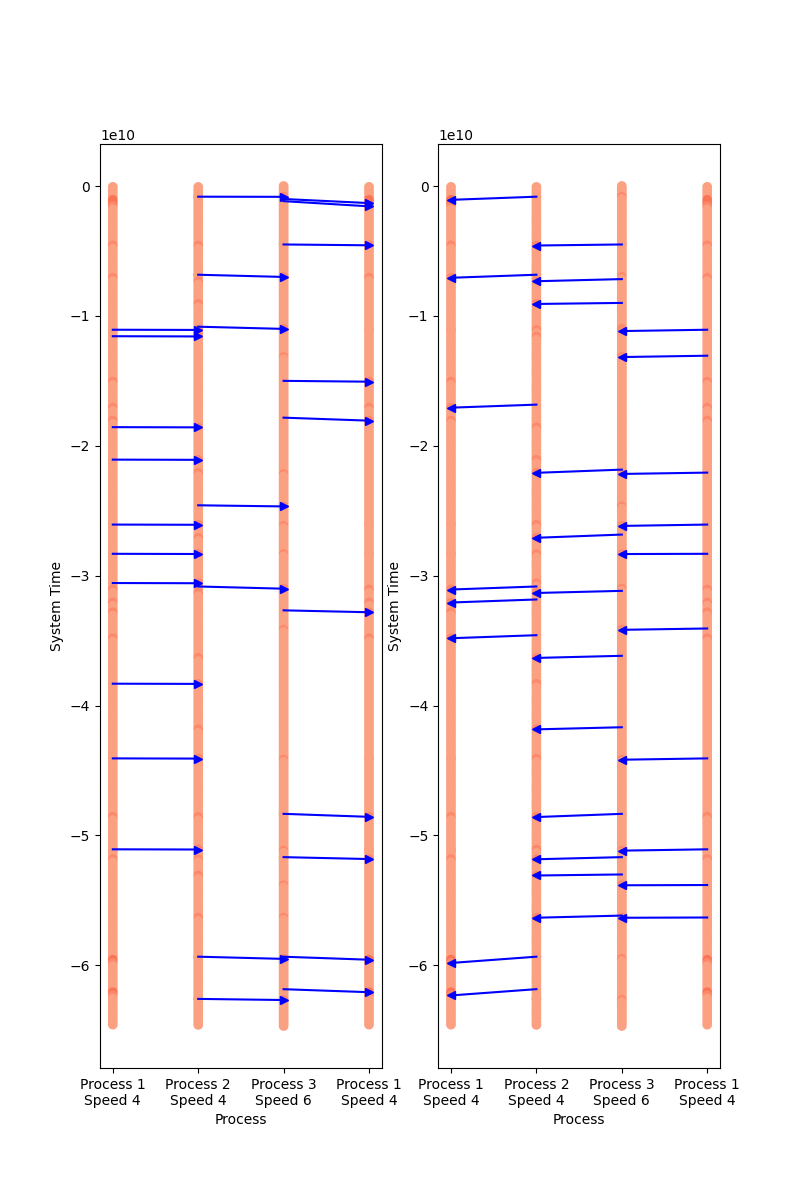 1e10
0
−1
−2
−3
−4
−5
−6
System Time
Process 1
Speed 4
Process 2
Speed 4
Process 3
Speed 6
Process 1
Speed 4
Process
1e10
0
−1
−2
−3
−4
−5
−6
System Time
Process 1
Speed 4
Process 2
Speed 4
Process 3
Speed 6
Process 1
Speed 4
Process